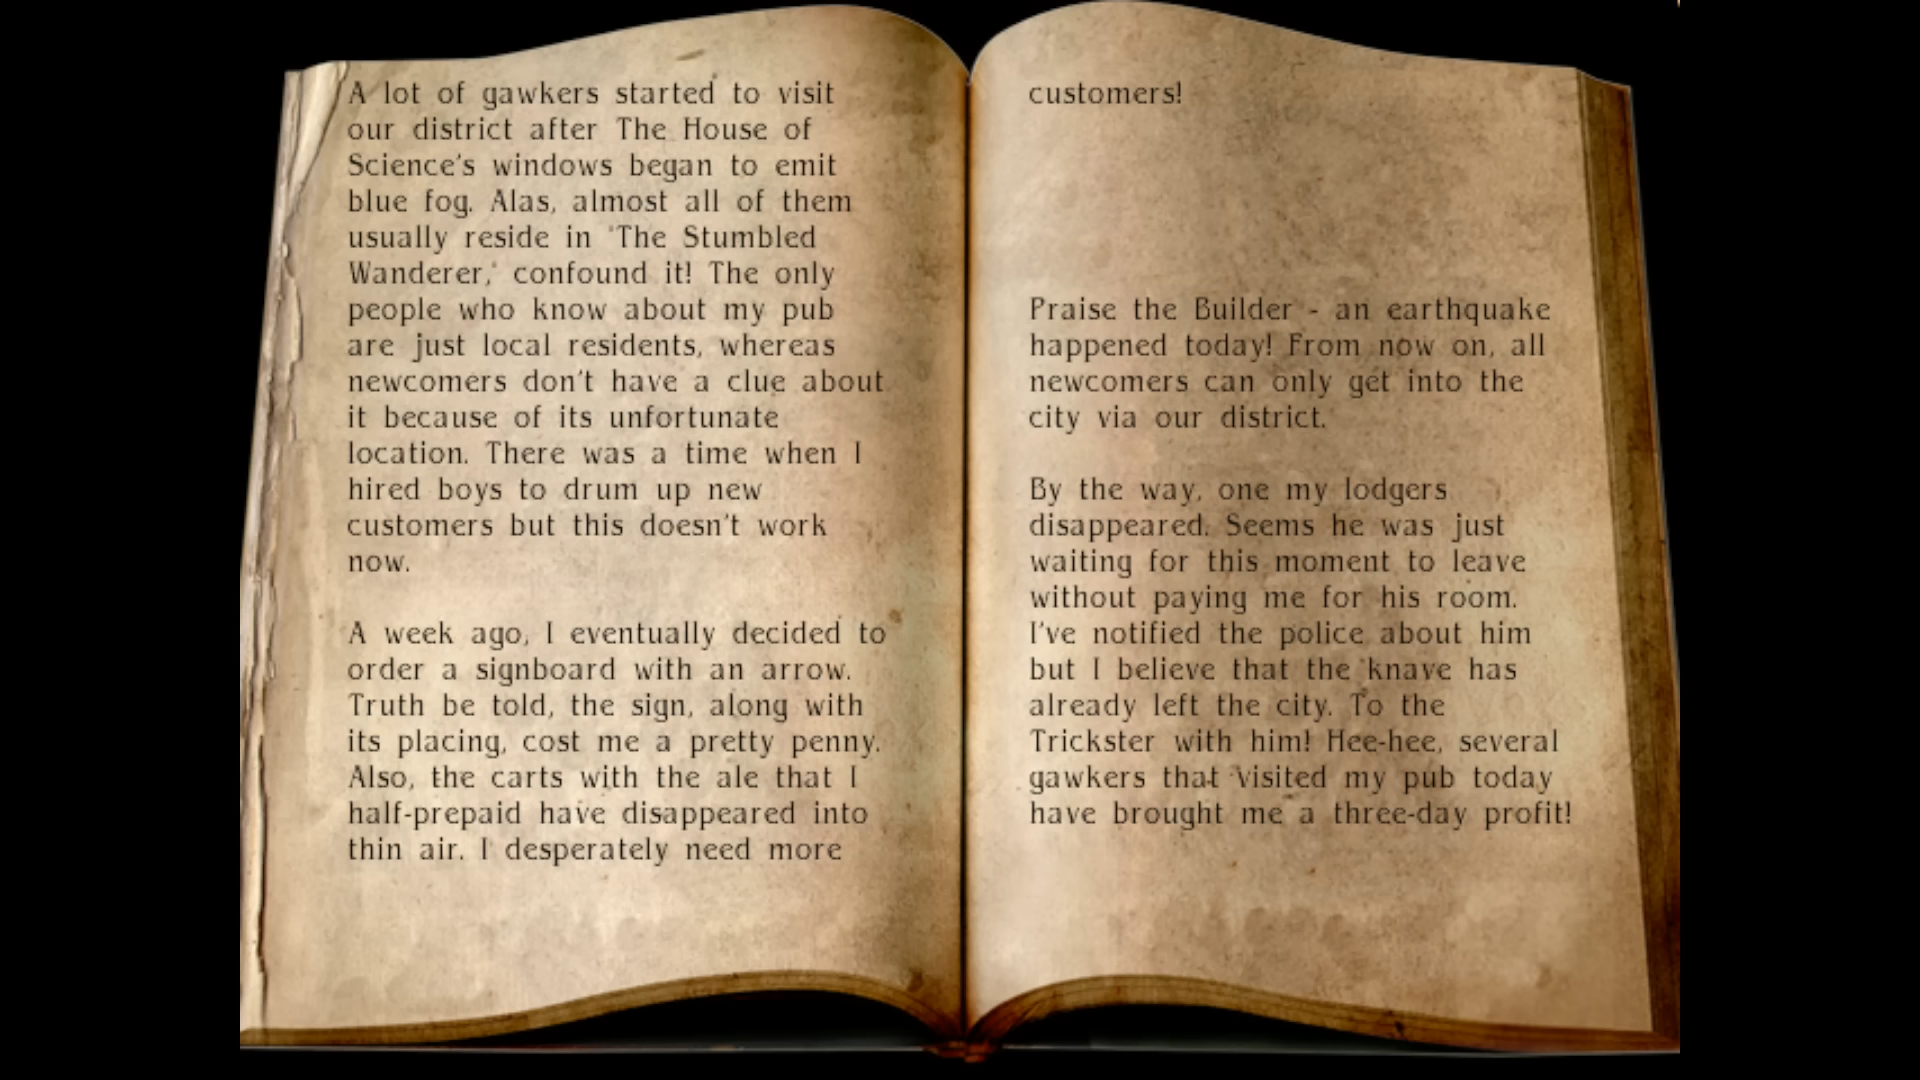 A lot of gawkers started to visit
our district after The House of
Science's windows began to emit
blue fog. Alas, almost all of them
usually reside in 'The Stumbled
Wanderer,' confound it! The only
people who know about my pub
are just local residents, whereas
newcomers don't have a clue about
it because of its unfortunate
location. There was a time when I
hired boys to drum up new
customers but this doesn't work
now.
A week ago, I eventually decided to
order a signboard with an arrow.
Truth be told, the sign, along with
its placing, cost me a pretty penny.
Also, the carts with the ale that I
half-prepaid have disappeared into
thin air. I desperately need more
customers!
Praise the Builder - an earthquake
happened today! From now on, all
newcomers can only get into the
city via our district.
By the way, one my lodgers
disappeared. Seems he was just
waiting for this moment to leave
without paying me for his room.
I've notified the police about him
but I believe that the knave has
already left the city. To the
Trickster with him! Hee-hee, several
gawkers that visited my pub today
have brought me a three-day profit!